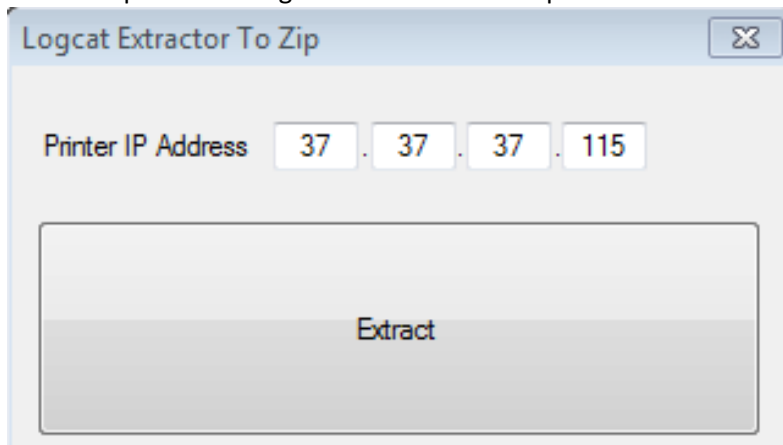 Logcat Extractor To Zip
Printer IP Address 37 . 37 . 37 . 115
Extract